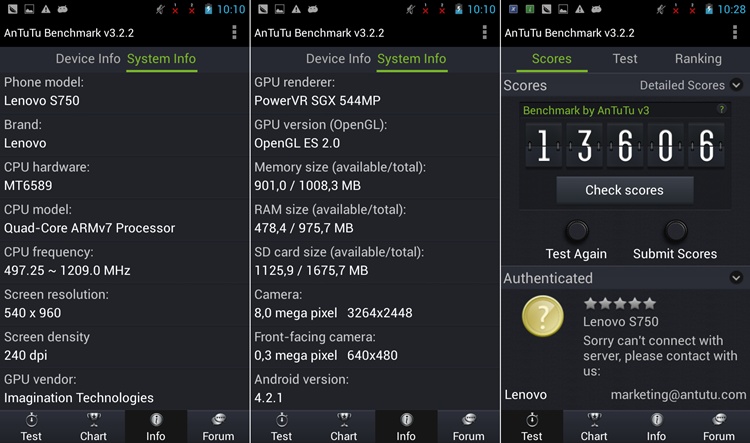 10:10
AnTuTu Benchmark v3.2.2
Device Info System Info
Phone model:
Lenovo S750
Brand:
Lenovo
CPU hardware:
MT6589
CPU model:
Quad-Core ARMv7 Processor
CPU frequency:
497.25 ~ 1209.0 MHz
Screen resolution:
540 x 960
Screen density
240 dpi
GPU vendor:
Imagination Technologies
Test Chart Info Forum
10:10
AnTuTu Benchmark v3.2.2
Device Info System Info
GPU renderer:
PowerVR SGX 544MP
GPU version (OpenGL):
OpenGL ES 2.0
Memory size (available/total):
901,0 / 1008,3 MB
RAM size (available/total):
478,4 / 975,7 MB
SD card size (available/total):
1125,9 / 1675,7 MB
Camera:
8,0 mega pixel 3264x2448
Front-facing camera:
0,3 mega pixel 640x480
Android version:
4.2.1
Test Chart Info Forum
10:28
AnTuTu Benchmark v3.2.2
Scores Test Ranking
Scores Detailed Scores
Benchmark by AnTuTu v3 ?
13606
Check scores
Test Again Submit Scores
Authenticated
?
Lenovo S750
Sorry can't connect with
server, please contact with
us:
Lenovo marketing@antutu.com
Test Chart Info Forum